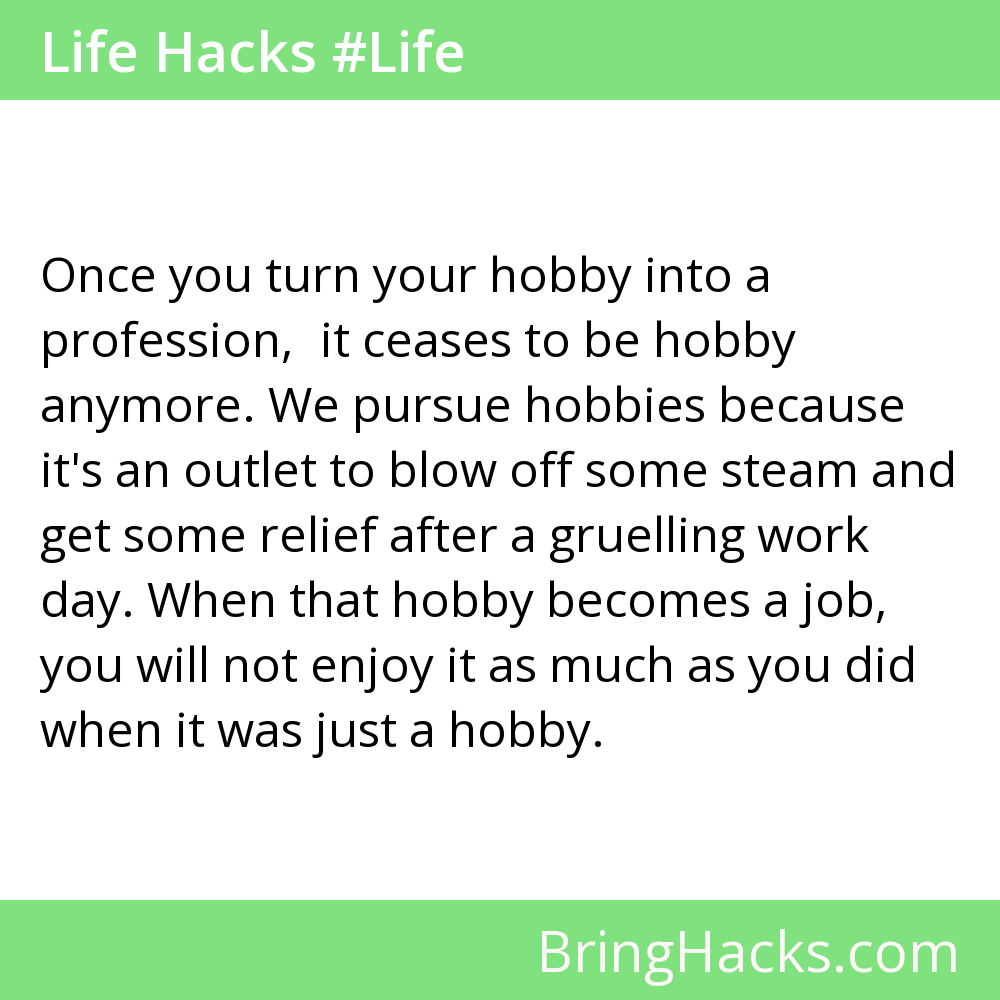 Life Hacks #Life
Once you turn your hobby into a
profession,  it ceases to be hobby
anymore. We pursue hobbies because
it's an outlet to blow off some steam and
get some relief after a gruelling work
day. When that hobby becomes a job,
you will not enjoy it as much as you did
when it was just a hobby.
BringHacks.com